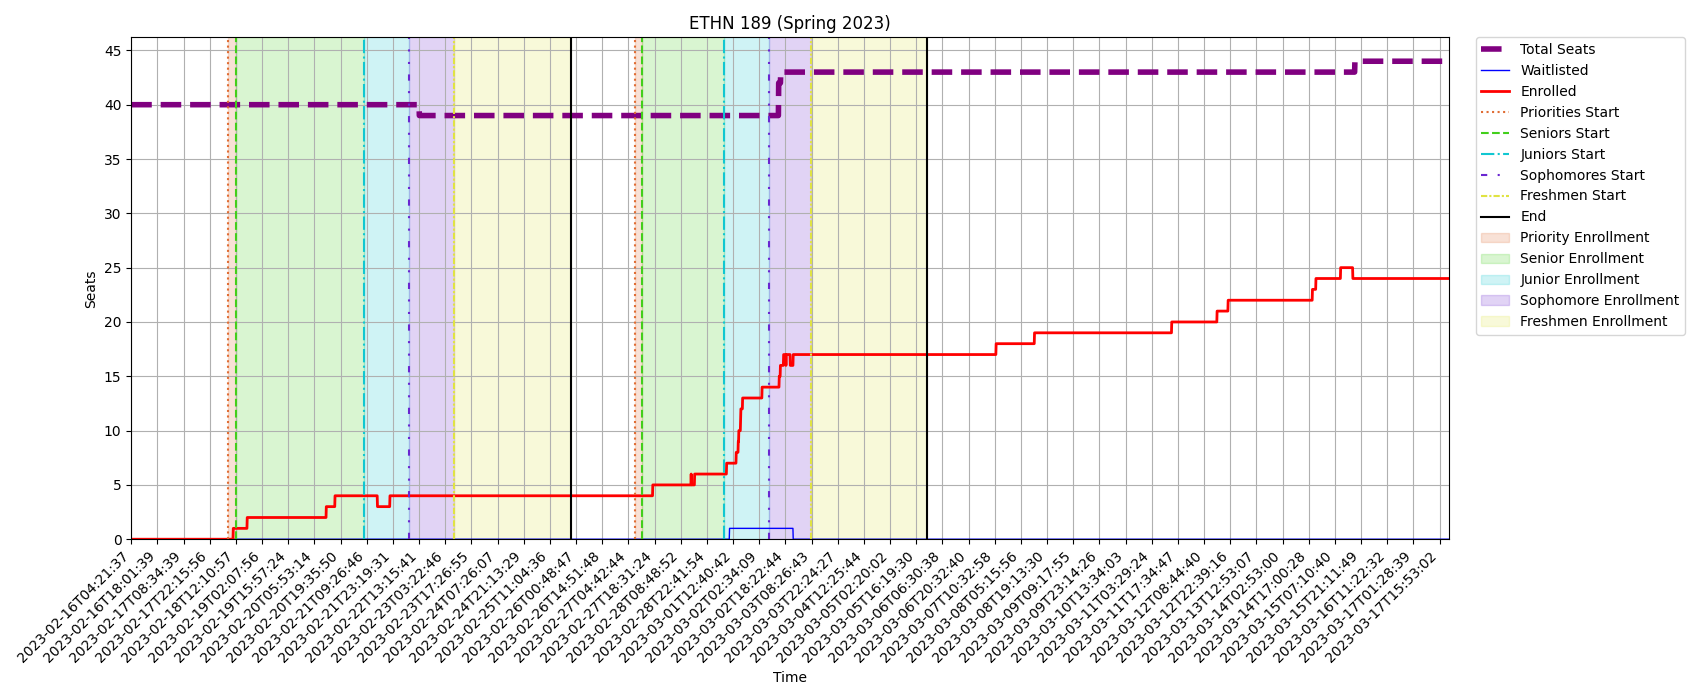 ETHN 189 (Spring 2023)
Seats
45
40
35
30
25
20
15
10
5
0
2023-02-16T04:21:37
2023-02-16T18:01:39
2023-02-17T08:34:39
2023-02-17T22:15:56
2023-02-18T12:10:57
2023-02-19T02:07:56
2023-02-19T15:57:24
2023-02-20T05:53:14
2023-02-20T19:35:50
2023-02-21T09:26:46
2023-02-21T23:19:31
2023-02-22T13:15:41
2023-02-23T03:22:46
2023-02-23T17:26:55
2023-02-24T07:26:07
2023-02-24T21:13:29
2023-02-25T11:04:36
2023-02-26T00:48:47
2023-02-26T14:51:48
2023-02-27T04:42:44
2023-02-27T18:31:24
2023-02-28T08:48:52
2023-02-28T22:41:54
2023-03-01T12:40:42
2023-03-02T02:34:09
2023-03-02T18:22:44
2023-03-03T08:26:43
2023-03-03T22:24:27
2023-03-04T12:25:44
2023-03-05T02:20:02
2023-03-05T16:19:30
2023-03-06T06:30:38
2023-03-06T20:32:40
2023-03-07T10:32:58
2023-03-08T05:15:56
2023-03-08T19:13:30
2023-03-09T09:17:55
2023-03-09T23:14:26
2023-03-10T13:34:03
2023-03-11T03:29:24
2023-03-11T17:34:47
2023-03-12T08:44:40
2023-03-12T22:39:16
2023-03-13T12:53:07
2023-03-14T02:53:00
2023-03-14T17:00:28
2023-03-15T07:10:40
2023-03-15T21:11:49
2023-03-16T11:22:32
2023-03-17T01:28:39
2023-03-17T15:53:02
Time
Total Seats
Waitlisted
Enrolled
Priorities Start
Seniors Start
Juniors Start
Sophomores Start
Freshmen Start
End
Priority Enrollment
Senior Enrollment
Junior Enrollment
Sophomore Enrollment
Freshmen Enrollment